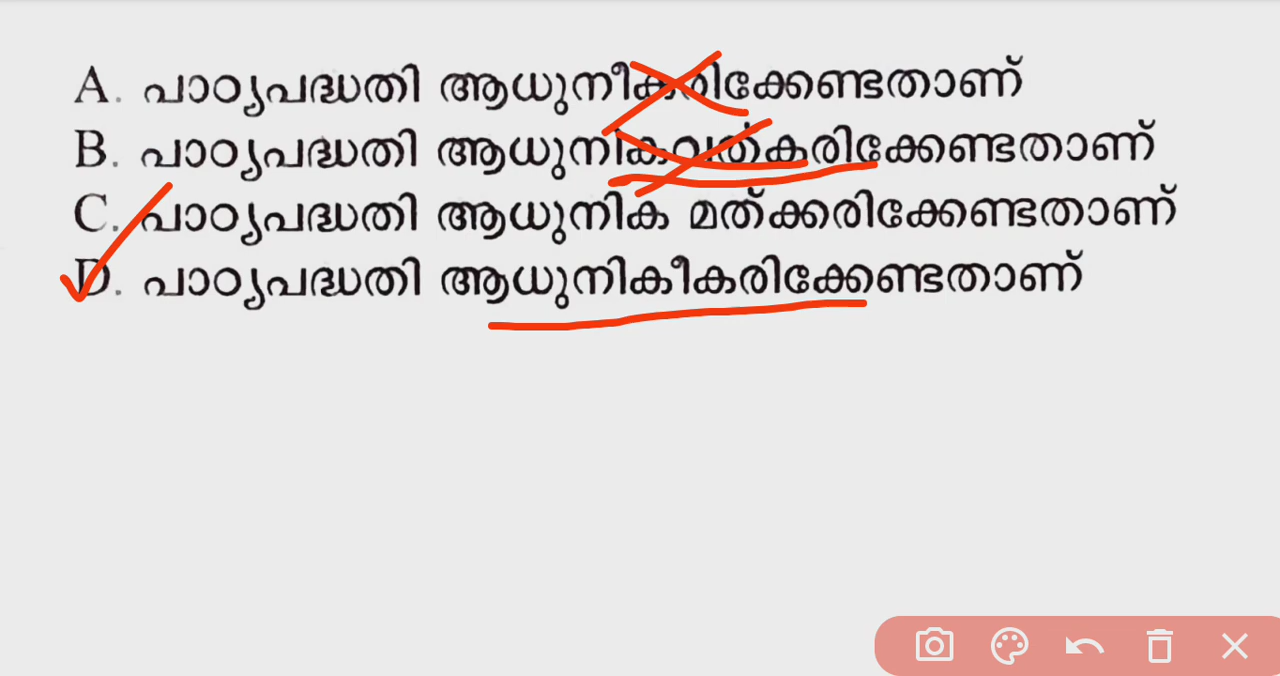 A. പാഠ്യപദ്ധതി ആധുനീകരിക്കേണ്ടതാണ്
B. പാഠ്യപദ്ധതി ആധുനികവത്കരിക്കേണ്ടതാണ്
C. പാഠ്യപദ്ധതി ആധുനിക മത്ക്കരിക്കേണ്ടതാണ്
D. പാഠ്യപദ്ധതി ആധുനികീകരിക്കേണ്ടതാണ്